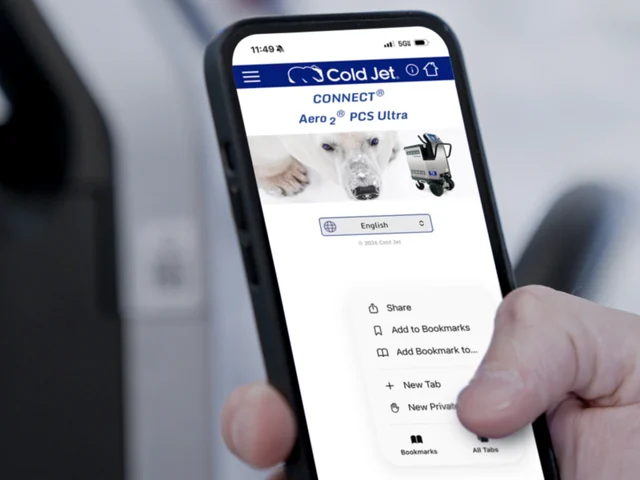 11:49
5G
Cold Jet®
CONNECT®
Aero 2® PCS Ultra
English
© 2024 Cold Jet
Share
Add to Bookmarks
Add Bookmark to...
New Tab
New Private
Bookmarks
All Tabs